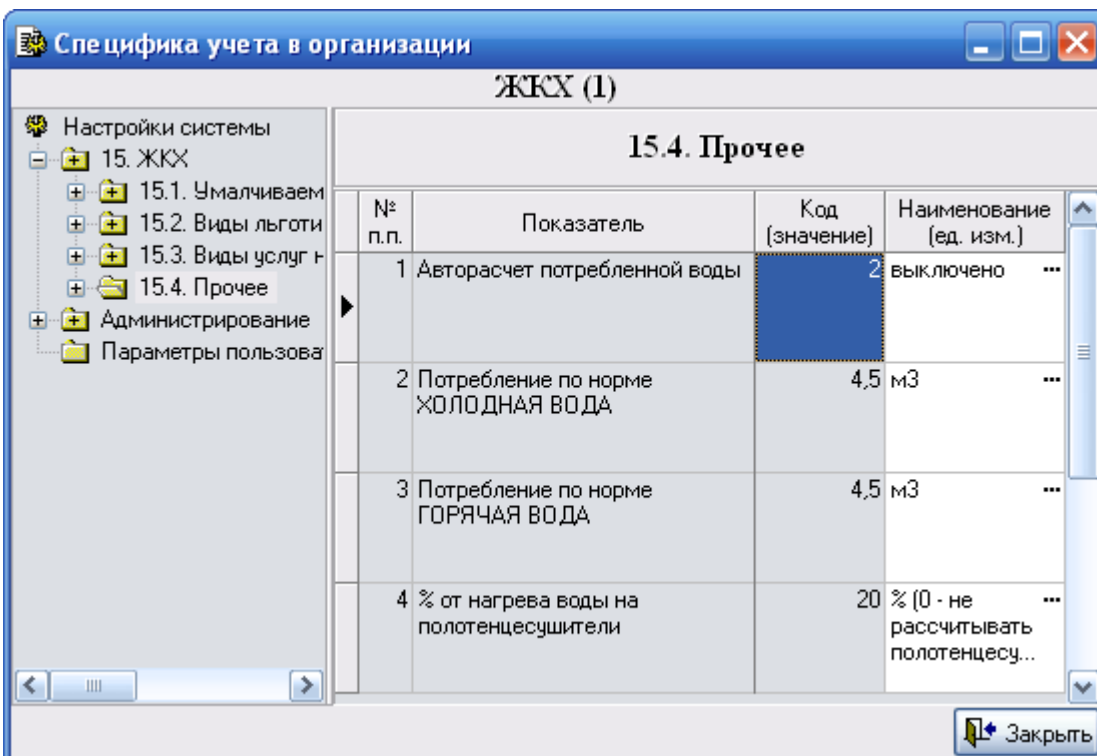 Специфика учета в организации
ЖКХ (1)
Настройки системы
15. ЖКХ
15.1. Умалчиваем
15.2. Виды льготи
15.3. Виды услуг н
15.4. Прочее
Администрирование
Параметры пользова
15.4. Прочее
№ п.п.
Показатель
Код (значение)
Наименование (ед. изм.)
1 Авторасчет потребленной воды 2 выключено ...
2 Потребление по норме 4,5 м3 ...
ХОЛОДНАЯ ВОДА
3 Потребление по норме 4,5 м3 ...
ГОРЯЧАЯ ВОДА
4 % от нагрева воды на 20 % (0 - не ...
полотенцесушители рассчитывать
полотенцесу...
Закрыть